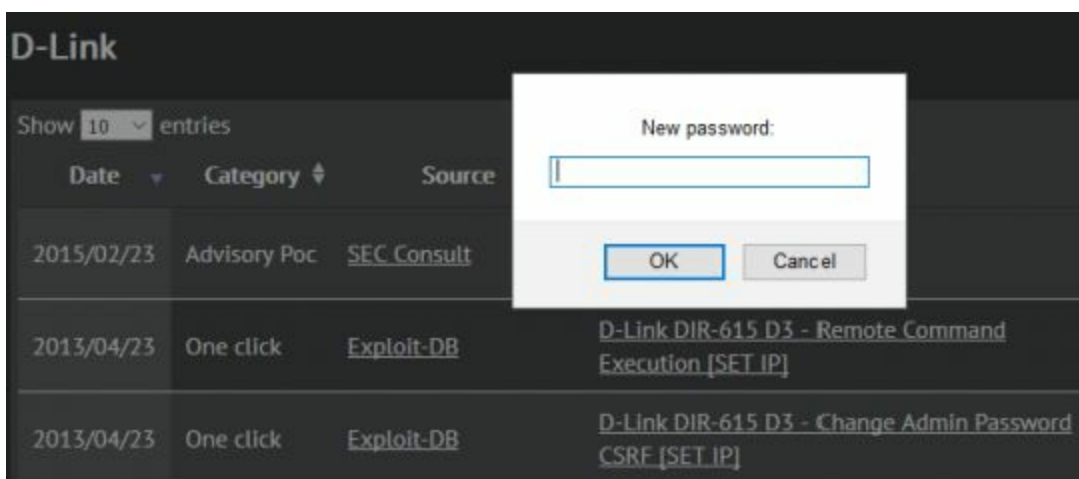 D-Link
Show 10 entries
Date Category Source
New password:
OK Cancel
2015/02/23 Advisory Poc SEC Consult
2013/04/23 One click Exploit-DB D-Link DIR-615 D3 - Remote Command
Execution [SET IP]
2013/04/23 One click Exploit-DB D-Link DIR-615 D3 - Change Admin Password
CSRF [SET IP]